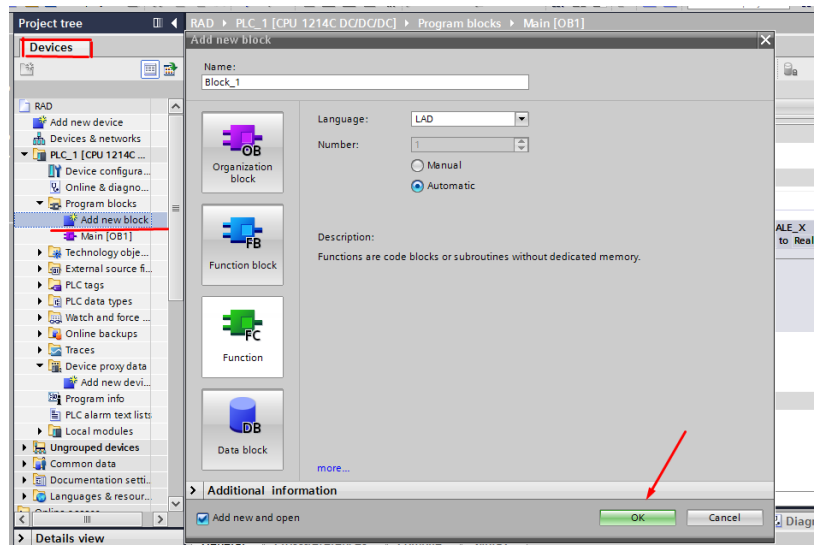 Project tree
RAD ▸ PLC_1 [CPU 1214C DC/DC/DC] ▸ Program blocks ▸ Main [OB1]
Devices
RAD
Add new device
Devices & networks
PLC_1 [CPU 1214C ...
Device configura...
Online & diagno...
Program blocks
Add new block
Main [OB1]
Technology obje...
External source fi...
PLC tags
PLC data types
Watch and force ...
Online backups
Traces
Device proxy data
Add new devi...
Program info
PLC alarm text lists
Local modules
Ungrouped devices
Common data
Documentation setti...
Languages & resour...
Details view
Add new block
Name:
Block_1
OB
Organization
block
FB
Function block
FC
Function
DB
Data block
Language:
LAD
Number:
1
Manual
Automatic
Description:
Functions are code blocks or subroutines without dedicated memory.
more...
Additional information
Add new and open
OK
Cancel
ALE_X
to Real
Diagn